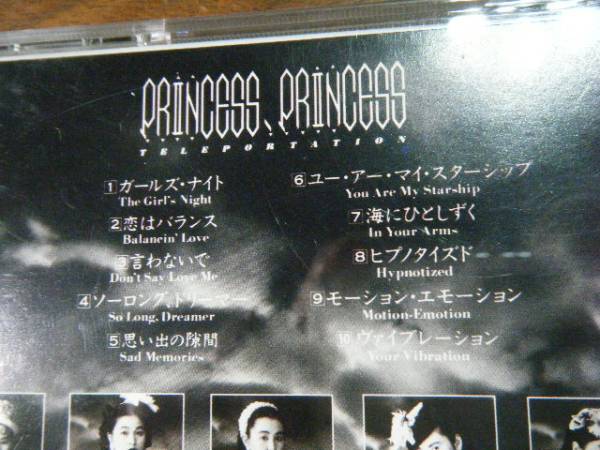 PRINCESS PRINCESS
TELEPORTATION
1 ガールズ・ナイト
The Girl's Night
2 恋はバランス
Balancin' Love
3 言わないで
Don't Say Love Me
4 ソーロング、ドリーマー
So Long, Dreamer
5 思い出の隙間
Sad Memories
6 ユー・アー・マイ・スターシップ
You Are My Starship
7 海にひとしずく
In Your Arms
8 ヒプノタイズド
Hypnotized
9 モーション・エモーション
Motion-Emotion
10 ヴァイブレーション
Your Vibration